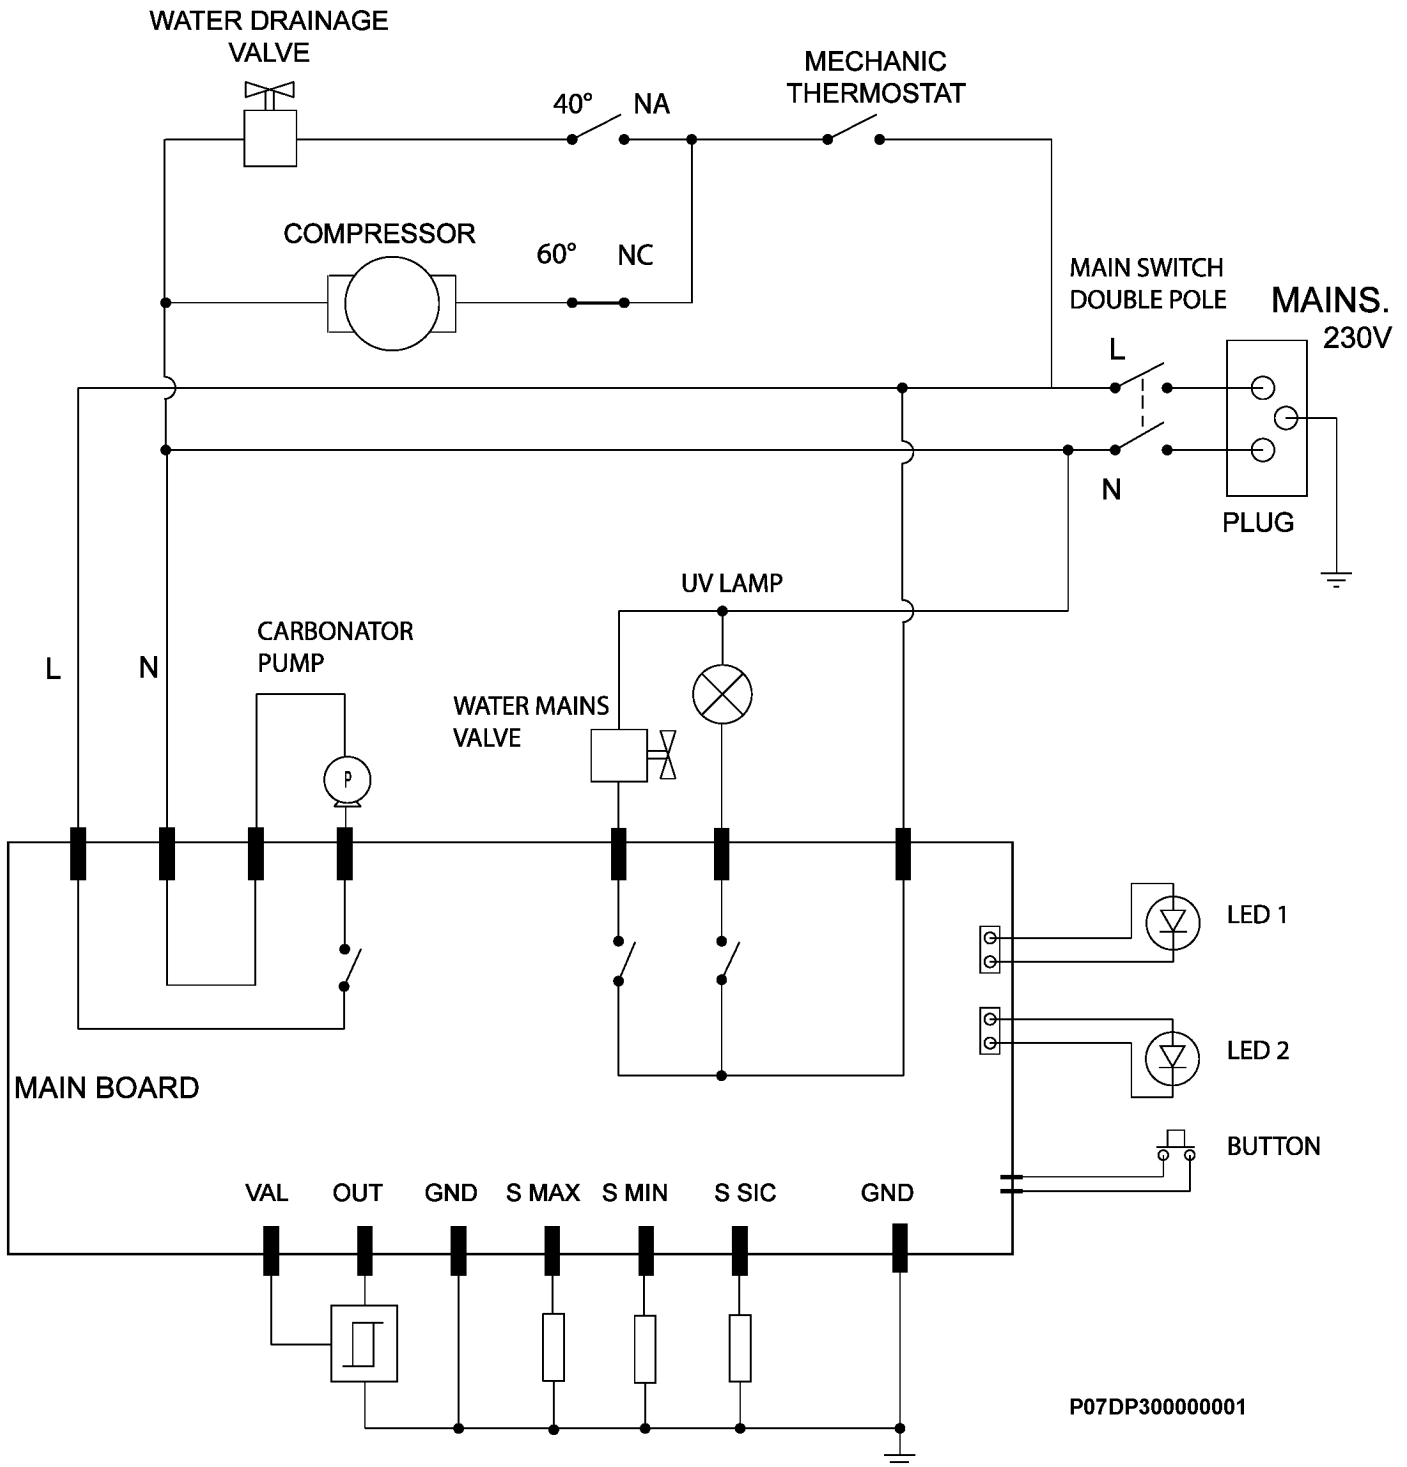 WATER DRAINAGE
VALVE
MECHANIC
THERMOSTAT
40° NA
COMPRESSOR
60° NC
MAIN SWITCH
DOUBLE POLE
MAINS.
230V
L
N
PLUG
UV LAMP
CARBONATOR
PUMP
L
N
WATER MAINS
VALVE
P
LED 1
LED 2
MAIN BOARD
BUTTON
VAL OUT GND S MAX S MIN S SIC GND
P07DP300000001